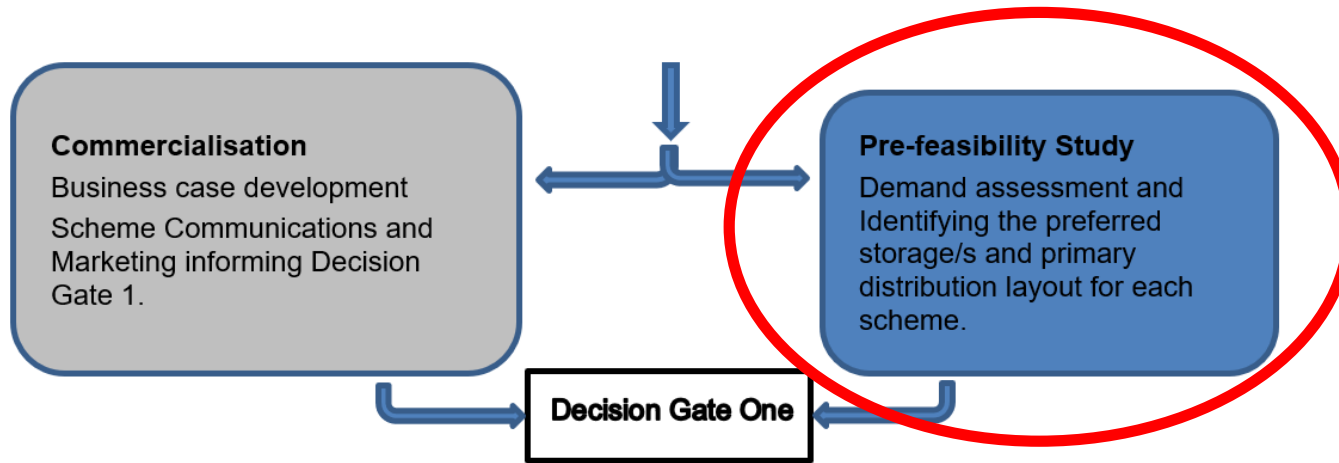 Commercialisation
Business case development
Scheme Communications and
Marketing informing Decision
Gate 1.
Pre-feasibility Study
Demand assessment and
Identifying the preferred
storage/s and primary
distribution layout for each
scheme.
Decision Gate One